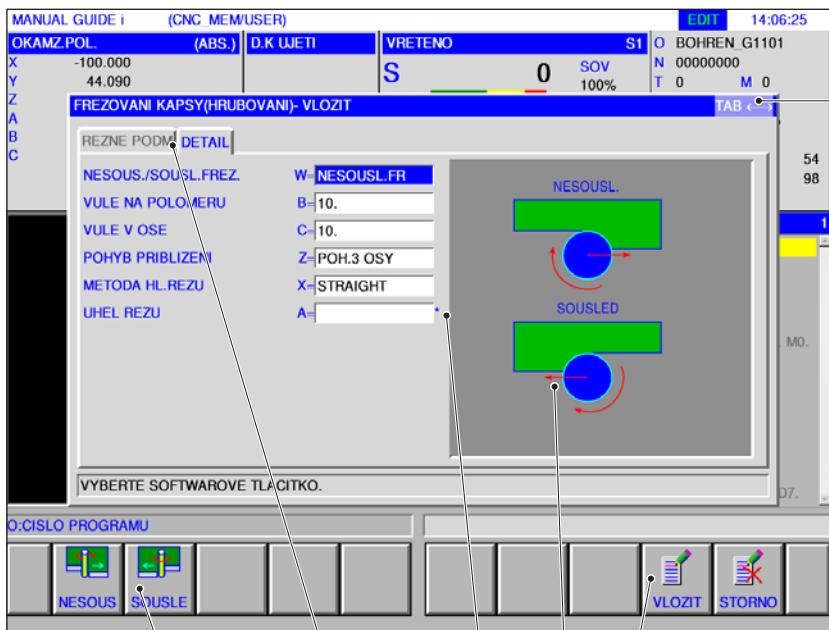 MANUAL GUIDE i (CNC_MEM/USER) EDIT 14:06:25
OKAMZ.POL. (ABS.) D.K UJETI VRETENO S1 O BOHREN_G1101
X -100.000 S 0 SOV N 00000000
Y 44.090 100% T 0 M 0
Z FREZOVANI KAPSY(HRUBOVANI)- VLOZIT TAB
A
B REZNE PODM DETAIL
C 54
NESOUS./SOUSL.FREZ. W= NESOUSL.FR NESOUSL. 98
VULE NA POLOMERU B= 10.
VULE V OSE C= 10. 1
POHYB PRIBLIZENI Z= POH.3 OSY
METODA HL.REZU X= STRAIGHT
UHEL REZU A= * SOUSLED
M0.
VYBERTE SOFTWAROVE TLACITKO.
D7.
O:CISLO PROGRAMU
NESOUS SOUSLE VLOZIT STORNO